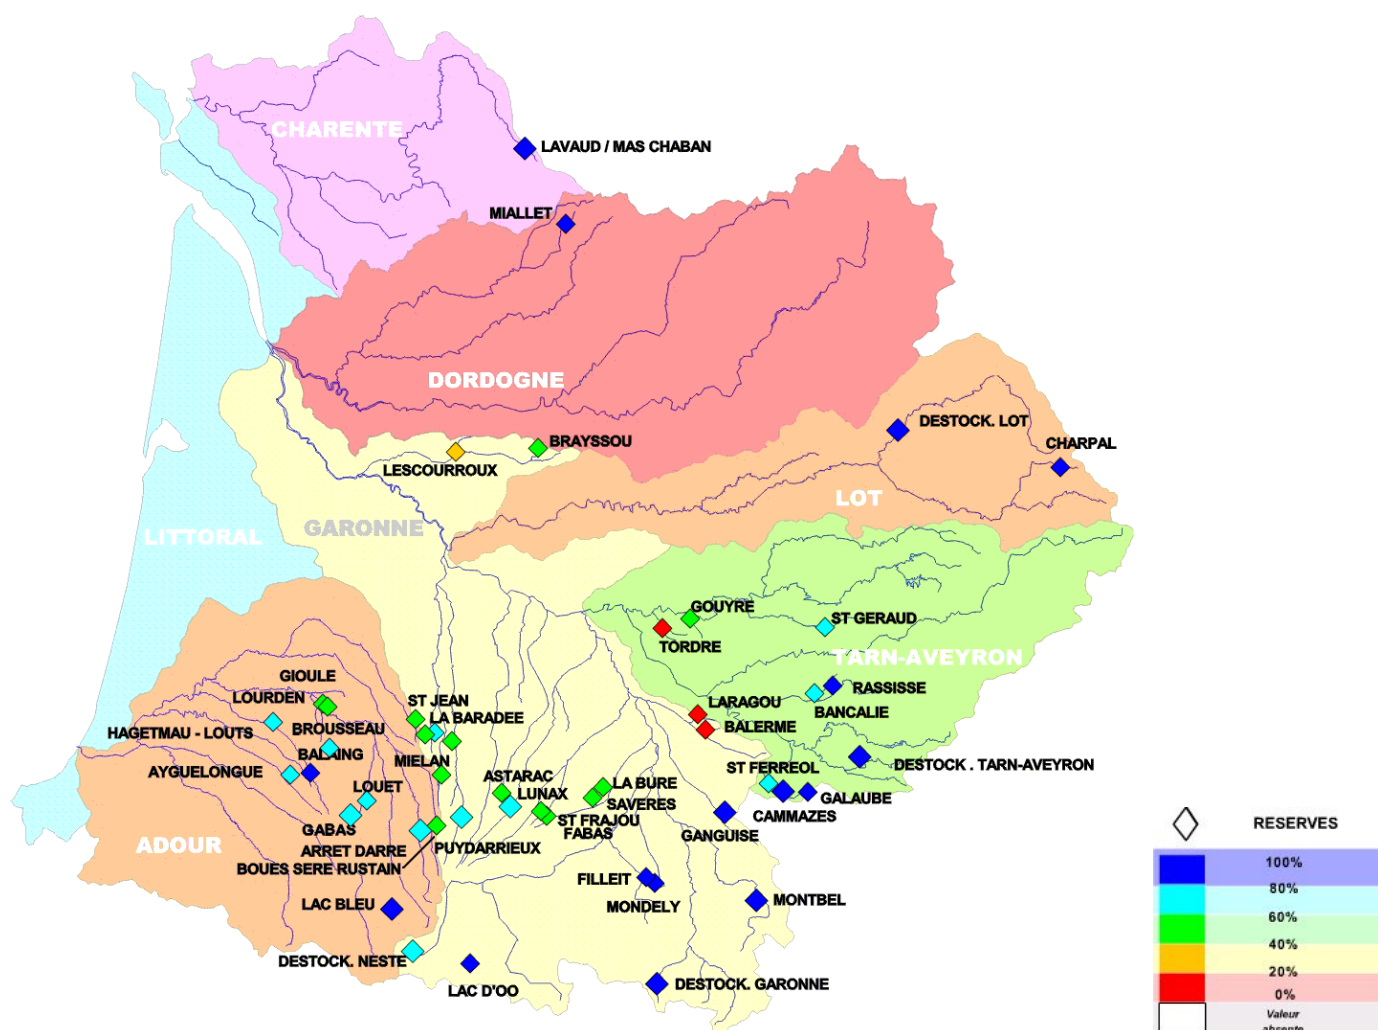 CHARENTE
LAVAUD / MAS CHABAN
MIALLET
DORDOGNE
DESTOCK. LOT
BRAYSSOU
CHARPAL
LESCOURROUX
LOT
GARONNE
LITTORAL
GOUYRE
ST GERAUD
TORDRE
TARN-AVEYRON
GIOULE
RASSISSE
LOURDEN
ST JEAN
LARAGOU
BANCALIE
LA BARADEE
HAGETMAU - LOUTS
BROUSSEAU
BALERME
BALAING
MIELAN
ST FERREOL
DESTOCK . TARN-AVEYRON
AYGUELONGUE
ASTARAC
LOUET
LA BURE
LUNAX
GALAUBE
SAVERES
CAMMAZES
ST FRAJOU
GABAS
FABAS
GANGUISE
ADOUR
ARRET DARRE
PUYDARRIEUX
BOUES SERE RUSTAIN
FILLEIT
LAC BLEU
MONDELY
MONTBEL
DESTOCK. NESTE
DESTOCK. GARONNE
LAC D'OO
RESERVES
100%
80%
60%
40%
20%
0%
Valeur
absente